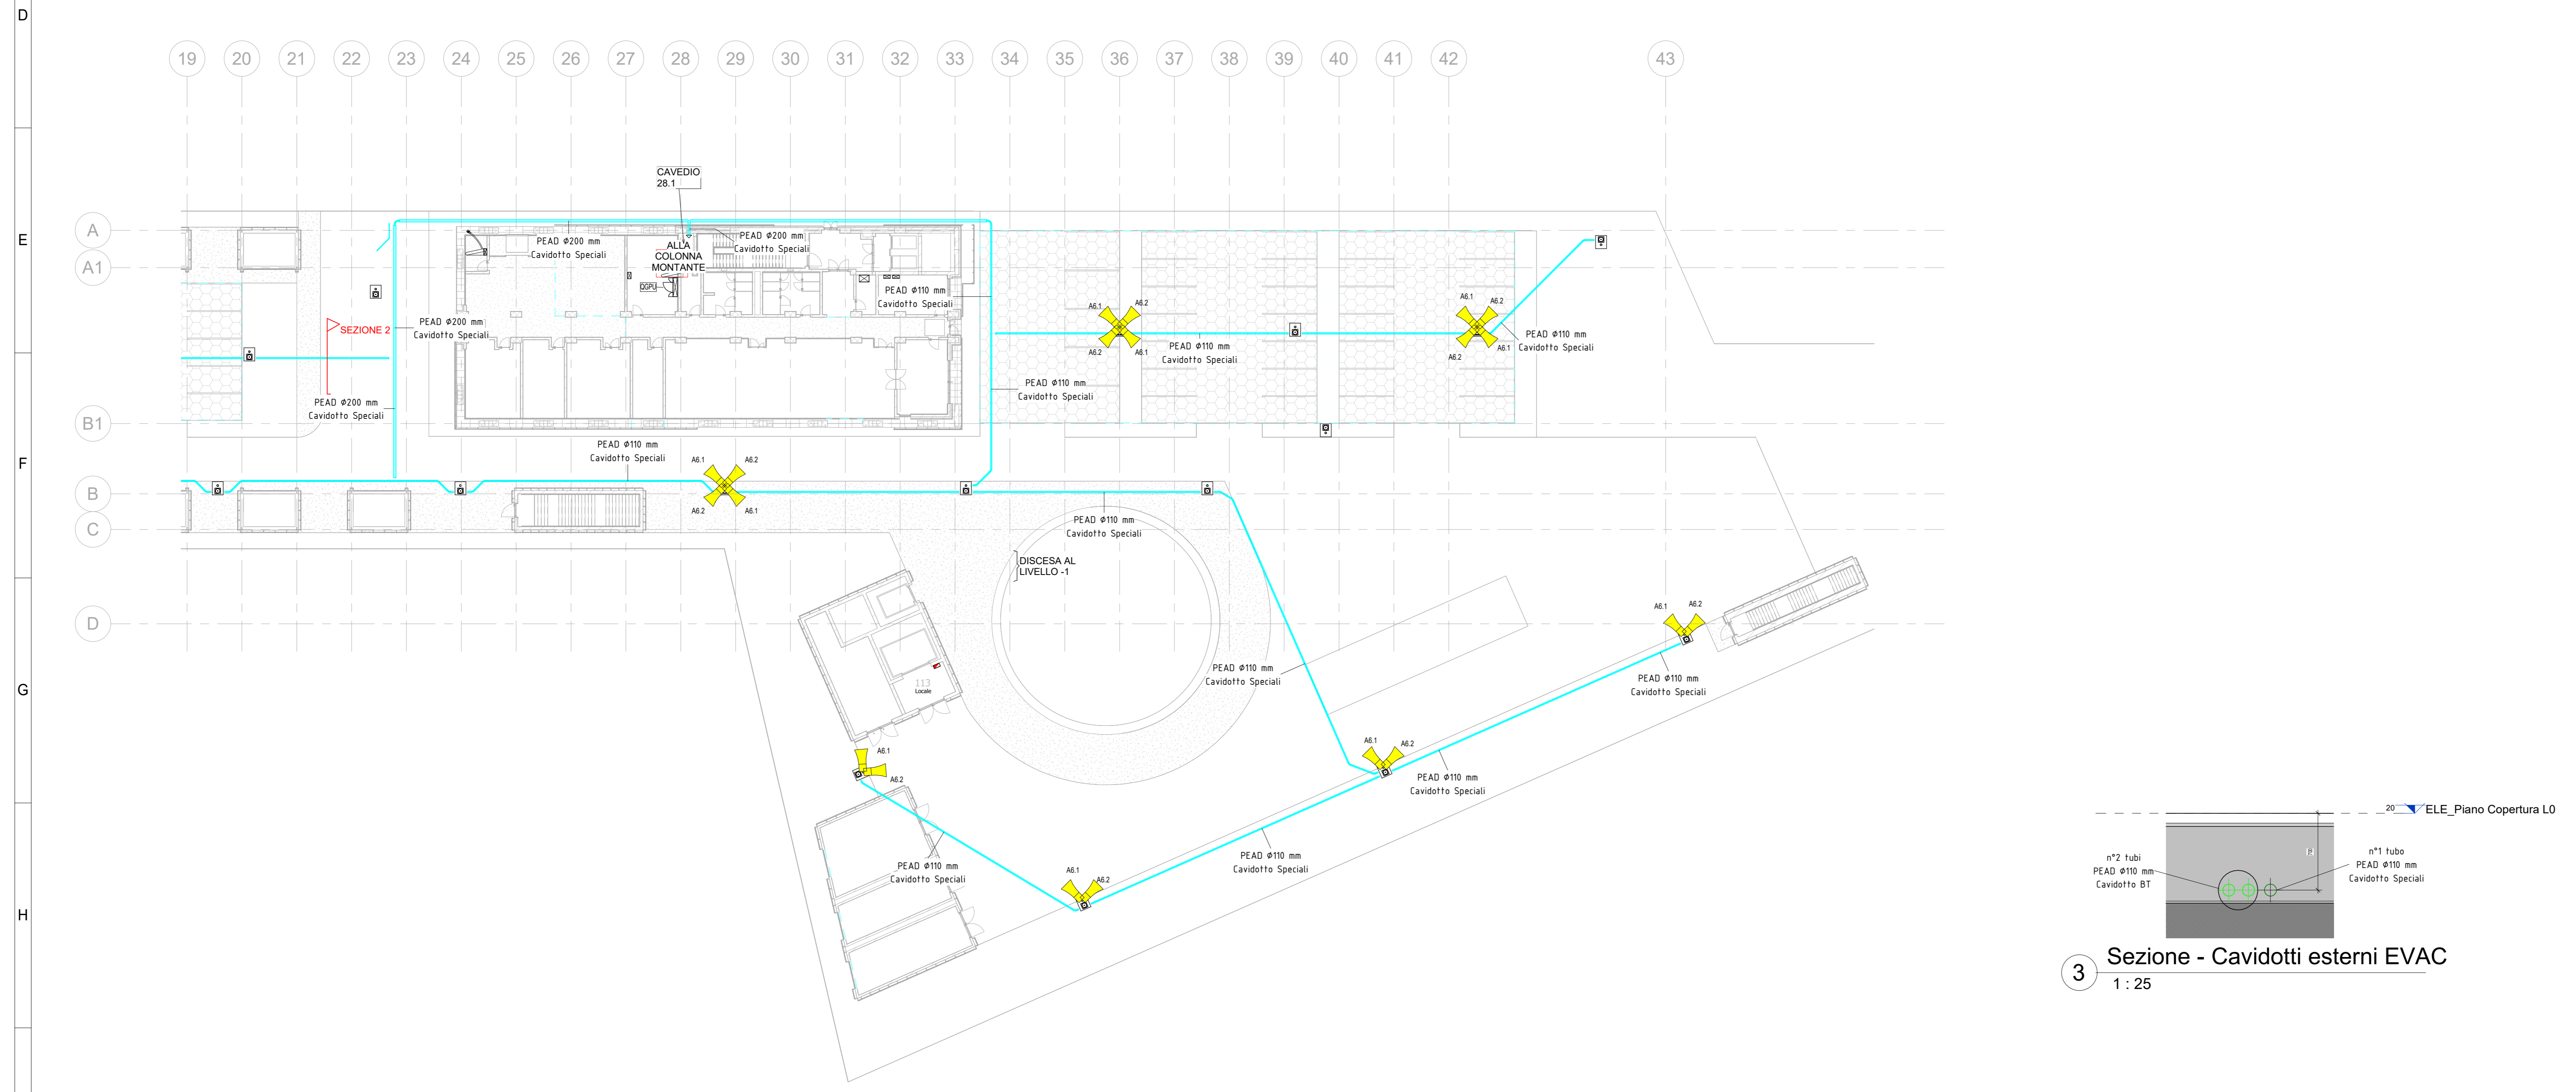 D
19 20 21 22 23 24 25 26 27 28 29 30 31 32 33 34 35 36 37 38 39 40 41 42 43
CAVEDIO
28.1
E
A
PEAD Φ200 mm
Cavidotto Speciali
ALLA
COLONNA
MONTANTE
PEAD Φ200 mm
Cavidotto Speciali
A1
QGPU
PEAD Φ110 mm
Cavidotto Speciali
SEZIONE 2
PEAD Φ200 mm
Cavidotto Speciali
A6.1
A6.2
A6.2
A6.1
PEAD Φ110 mm
Cavidotto Speciali
A6.1
A6.2
A6.2
A6.1
PEAD Φ110 mm
Cavidotto Speciali
PEAD Φ200 mm
Cavidotto Speciali
PEAD Φ110 mm
Cavidotto Speciali
B1
F
PEAD Φ110 mm
Cavidotto Speciali
A6.1
A6.2
A6.2
A6.1
B
PEAD Φ110 mm
Cavidotto Speciali
C
DISCESA AL
LIVELLO -1
D
A6.1
A6.2
G
113
Locale
PEAD Φ110 mm
Cavidotto Speciali
PEAD Φ110 mm
Cavidotto Speciali
A6.1
A6.2
A6.1
A6.2
PEAD Φ110 mm
Cavidotto Speciali
PEAD Φ110 mm
Cavidotto Speciali
PEAD Φ110 mm
Cavidotto Speciali
A6.1
A6.2
H
20
ELE_Piano Copertura L0
n°2 tubi
PEAD Φ110 mm
Cavidotto BT
n°1 tubo
PEAD Φ110 mm
Cavidotto Speciali
3
Sezione - Cavidotti esterni EVAC
1 : 25